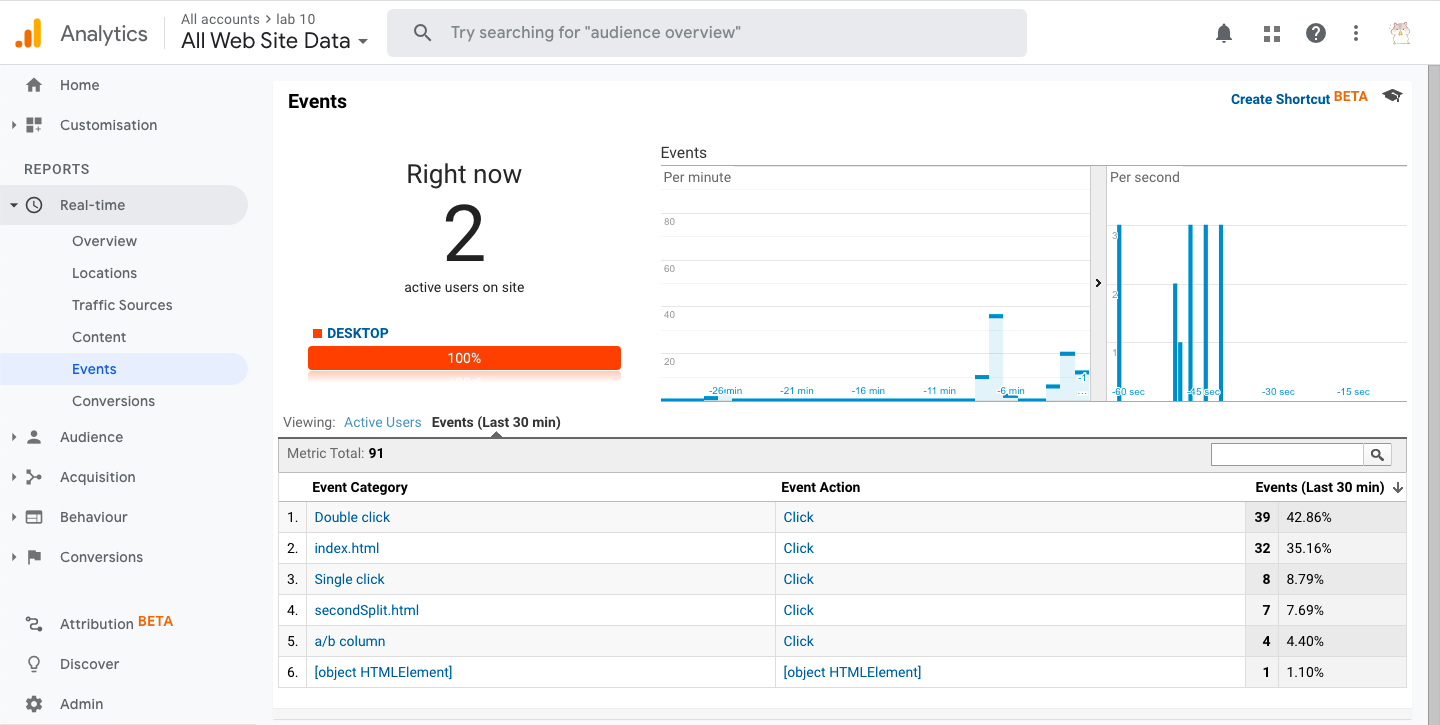 Analytics
All accounts > lab 10
All Web Site Data
Try searching for "audience overview"
Home
Customisation
REPORTS
Real-time
Overview
Locations
Traffic Sources
Content
Events
Conversions
Audience
Acquisition
Behaviour
Conversions
Attribution BETA
Discover
Admin
Events
Create Shortcut BETA
Right now
2
active users on site
DESKTOP
100%
Events
Per minute
80
60
40
20
-26 min
-21 min
-16 min
-11 min
-6 min
-1
...
Per second
3
2
1
-60 sec
-45 sec
-30 sec
-15 sec
Viewing: Active Users Events (Last 30 min)
Metric Total: 91
Event Category Event Action Events (Last 30 min)
1. Double click Click 39 42.86%
2. index.html Click 32 35.16%
3. Single click Click 8 8.79%
4. secondSplit.html Click 7 7.69%
5. a/b column Click 4 4.40%
6. [object HTMLElement] [object HTMLElement] 1 1.10%